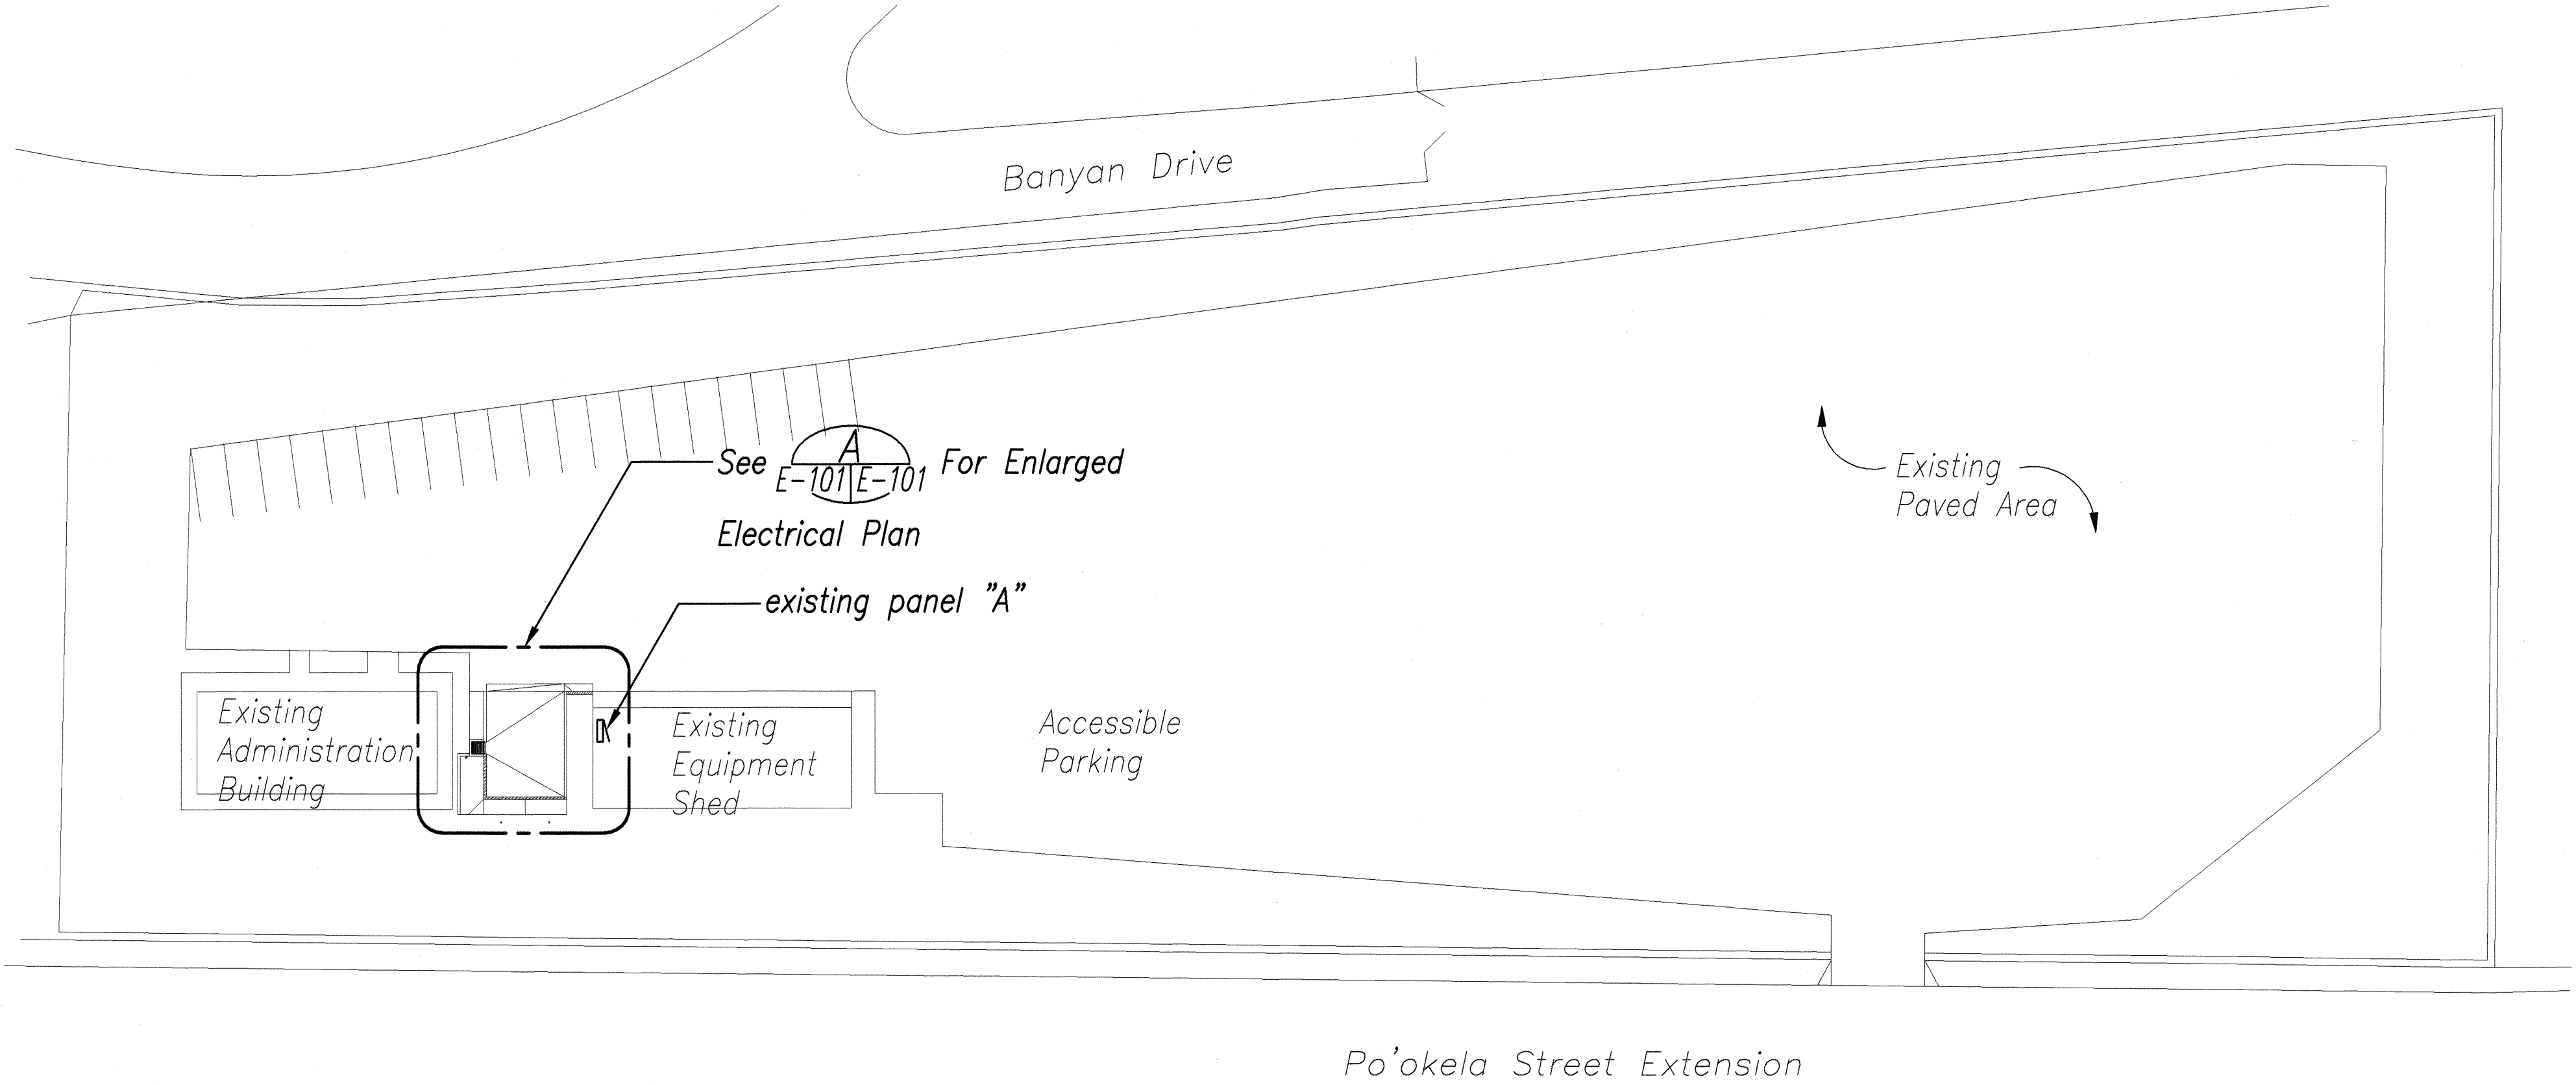 Banyan Drive
See A E-101 E-101 For Enlarged
Electrical Plan
existing panel "A"
Existing
Paved Area
Existing
Administration
Building
Existing
Equipment
Shed
Accessible
Parking
Po'okela Street Extension